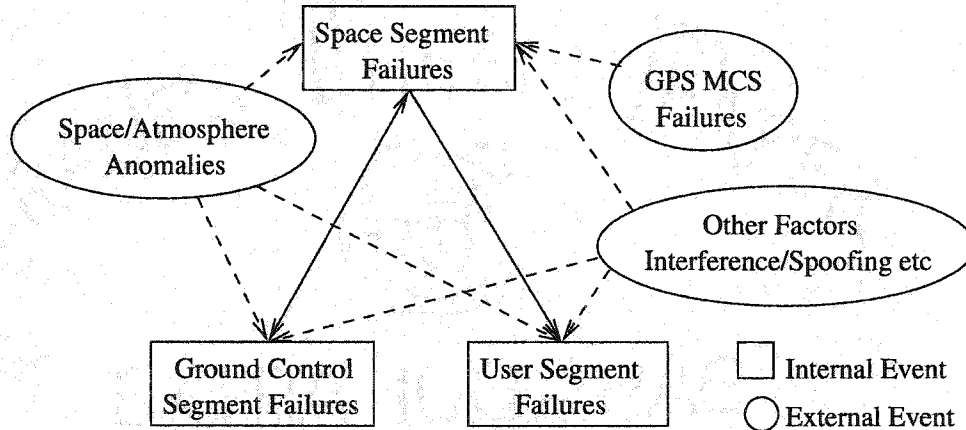 Space Segment
Failures
GPS MCS
Failures
Space/Atmosphere
Anomalies
Other Factors
Interference/Spoofing etc
Ground Control
Segment Failures
User Segment
Failures
Internal Event
External Event